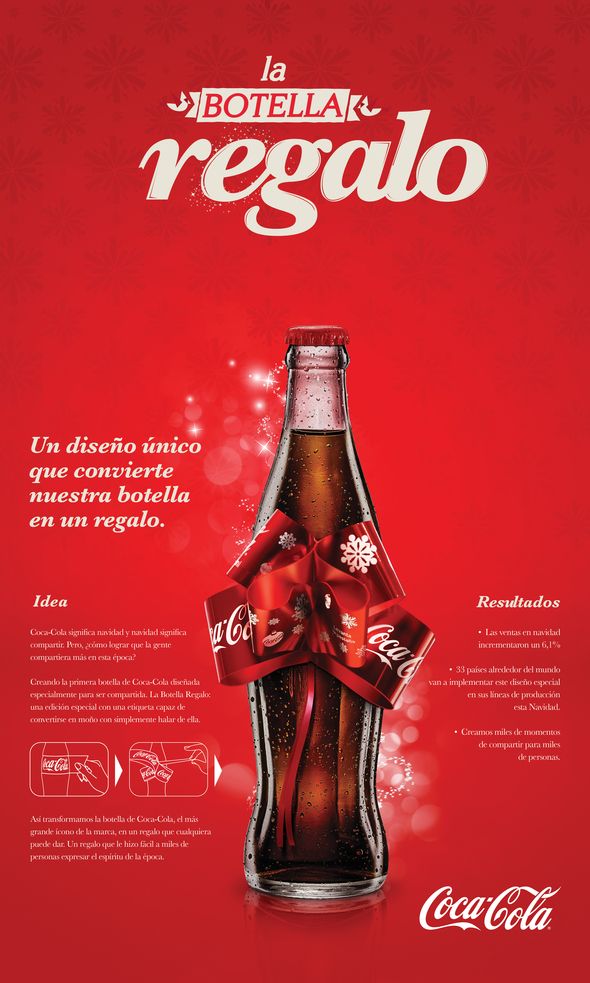 la
BOTELLA
regalo
Un diseño único
que convierte
nuestra botella
en un regalo.
Idea
Coca-Cola significa navidad y navidad significa
compartir. Pero, ¿cómo lograr que la gente
compartiera más en esta época?
Creando la primera botella de Coca-Cola diseñada
especialmente para ser compartida. La Botella Regalo:
una edición especial con una etiqueta capaz de
convertirse en moño con simplemente halar de ella.
Coca-Cola
Coca-Cola
Así transformamos la botella de Coca-Cola, el más
grande ícono de la marca, en un regalo que cualquiera
puede dar. Un regalo que le hizo fácil a miles de
personas expresar el espíritu de la época.
Resultados
• Las ventas en navidad
incrementaron un 6,1%
• 33 países alrededor del mundo
van a implementar este diseño especial
en sus líneas de producción
esta Navidad.
• Creamos miles de momentos
de compartir para miles
de personas.
Coca-Cola